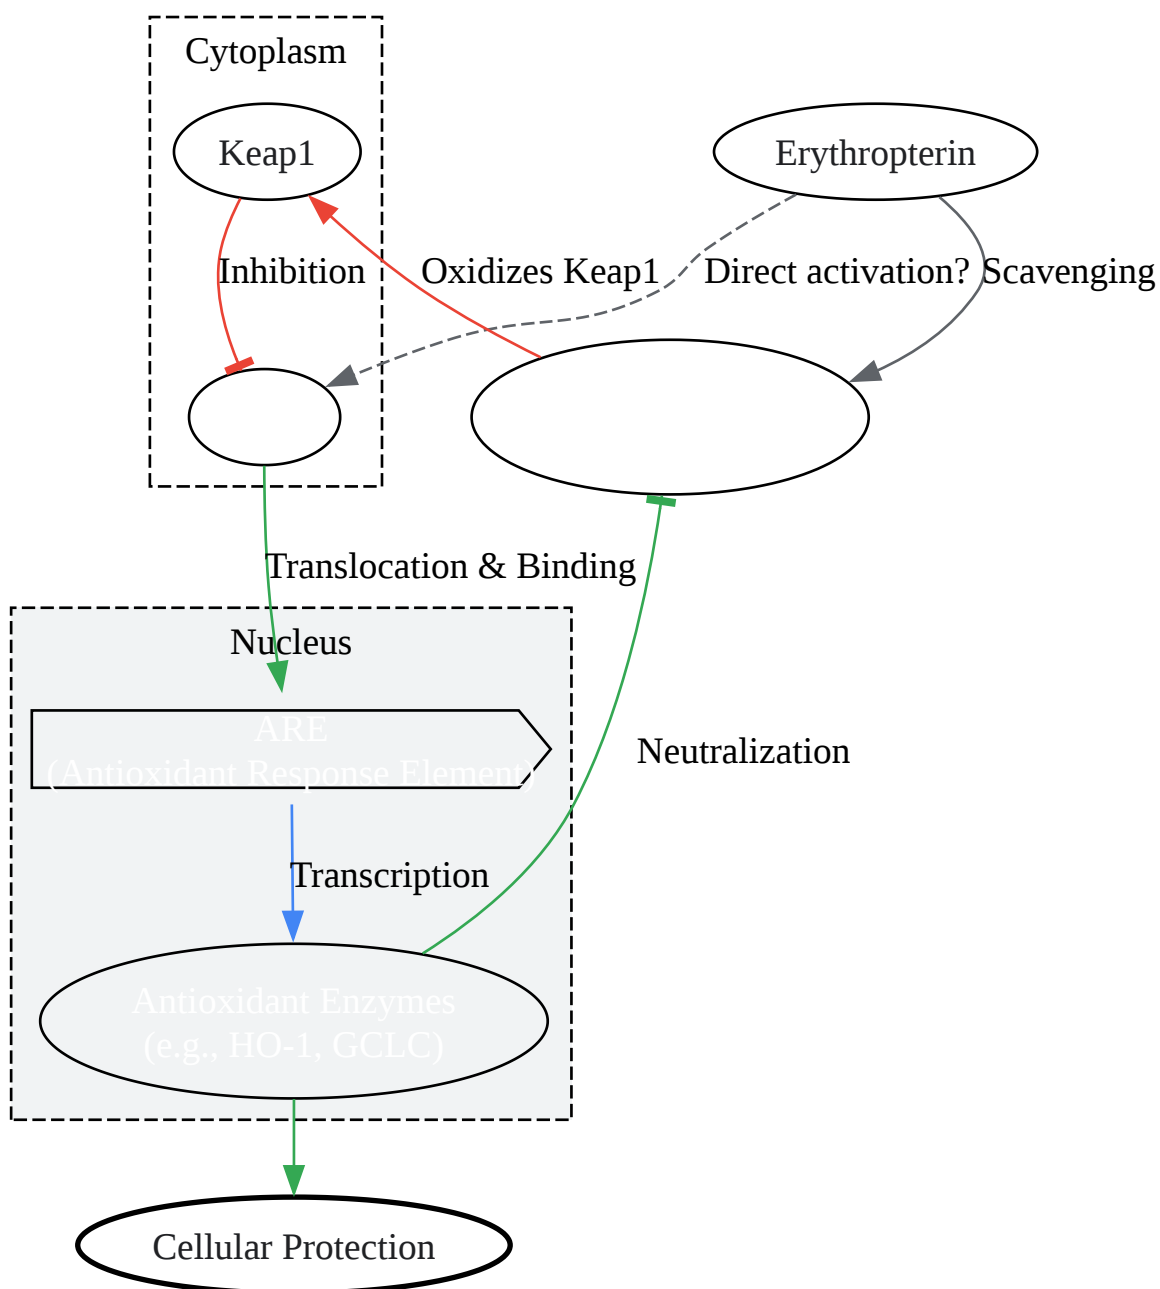 Cytoplasm
Keap1
Erythropterin
Inhibition
Oxidizes Keap1
Direct activation?
Scavenging
Translocation & Binding
Nucleus
ARE
(Antioxidant Response Element)
Neutralization
Transcription
Antioxidant Enzymes
(e.g., HO-1, GCLC)
Cellular Protection